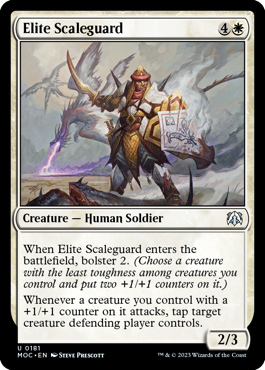 Elite Scaleguard 4
Creature — Human Soldier
When Elite Scaleguard enters the
battlefield, bolster 2. (Choose a creature
with the least toughness among creatures you
control and put two +1/+1 counters on it.)
Whenever a creature you control with a
+1/+1 counter on it attacks, tap target
creature defending player controls.
2/3
U 0181
MOC • EN Steve Prescott
™ & © 2023 Wizards of the Coast